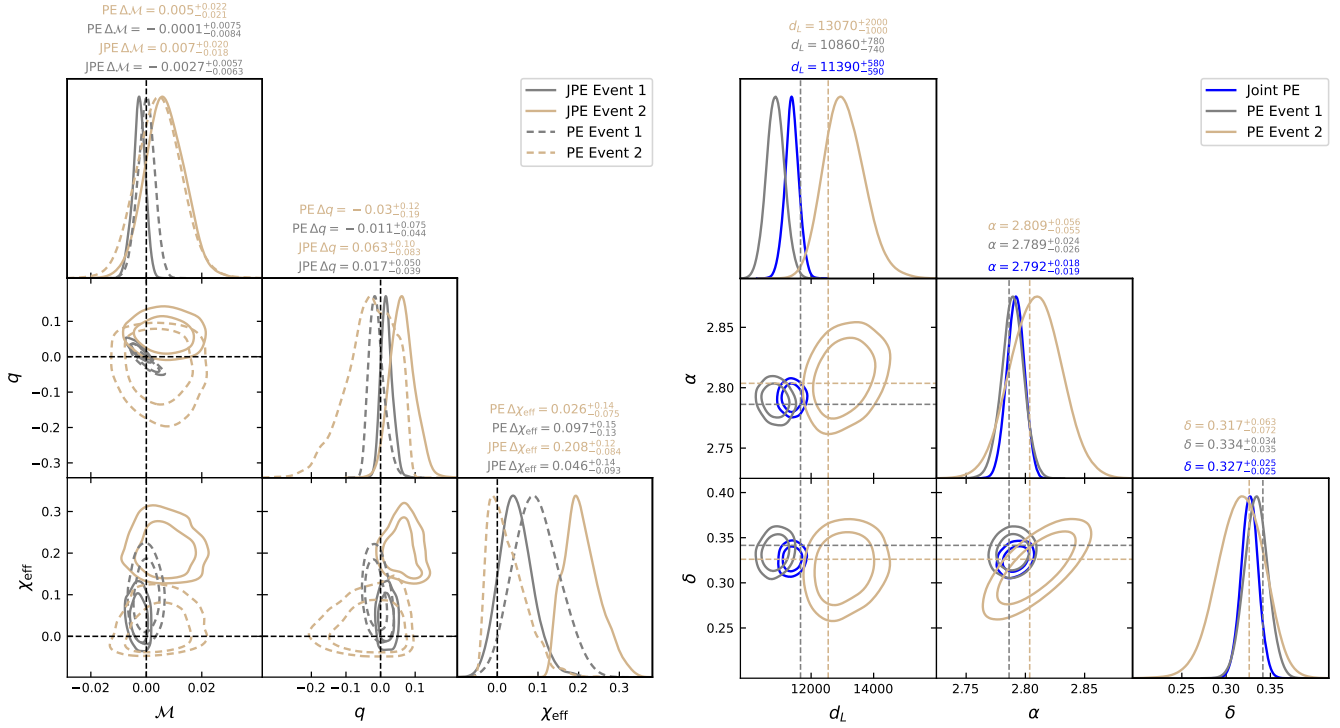 PE Δℳ = 0.005 +0.022 −0.021
PE Δℳ = − 0.0001 +0.0075 −0.0084
JPE Δℳ = 0.007 +0.020 −0.018
JPE Δℳ = − 0.0027 +0.0057 −0.0063
JPE Event 1
JPE Event 2
PE Event 1
PE Event 2
PE Δq = − 0.03 +0.12 −0.19
PE Δq = − 0.011 +0.075 −0.044
JPE Δq = 0.063 +0.10 −0.083
JPE Δq = 0.017 +0.050 −0.039
PE Δχeff = 0.026 +0.14 −0.075
PE Δχeff = 0.097 +0.15 −0.13
JPE Δχeff = 0.208 +0.12 −0.084
JPE Δχeff = 0.046 +0.14 −0.093
q
0.1
0.0
−0.1
−0.3
χeff
0.3
0.2
0.1
0.0
−0.02 0.00 0.02
ℳ
−0.2 −0.1 0.0 0.1
q
0.0 0.1 0.2 0.3
χeff
dL = 13070 +2000 −1000
dL = 10860 +780 −740
dL = 11390 +580 −590
Joint PE
PE Event 1
PE Event 2
α = 2.809 +0.056 −0.055
α = 2.789 +0.024 −0.026
α = 2.792 +0.018 −0.019
δ = 0.317 +0.063 −0.072
δ = 0.334 +0.034 −0.035
δ = 0.327 +0.025 −0.025
α
2.85
2.80
2.75
δ
0.40
0.35
0.30
0.25
12000 14000
dL
2.75 2.80 2.85
α
0.25 0.30 0.35
δ